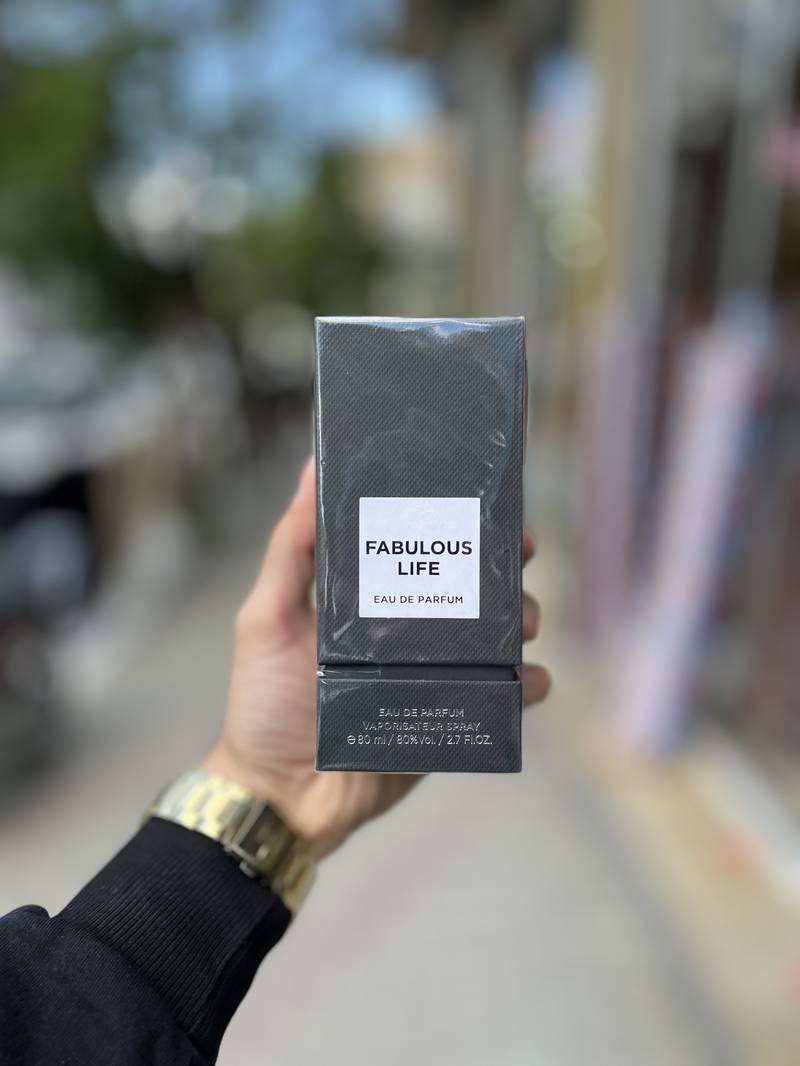 FABULOUS
LIFE
EAU DE PARFUM
EAU DE PARFUM
VAPORISATEUR SPRAY
℮ 80 ml / 80%Vol. / 2.7 Fl.OZ.